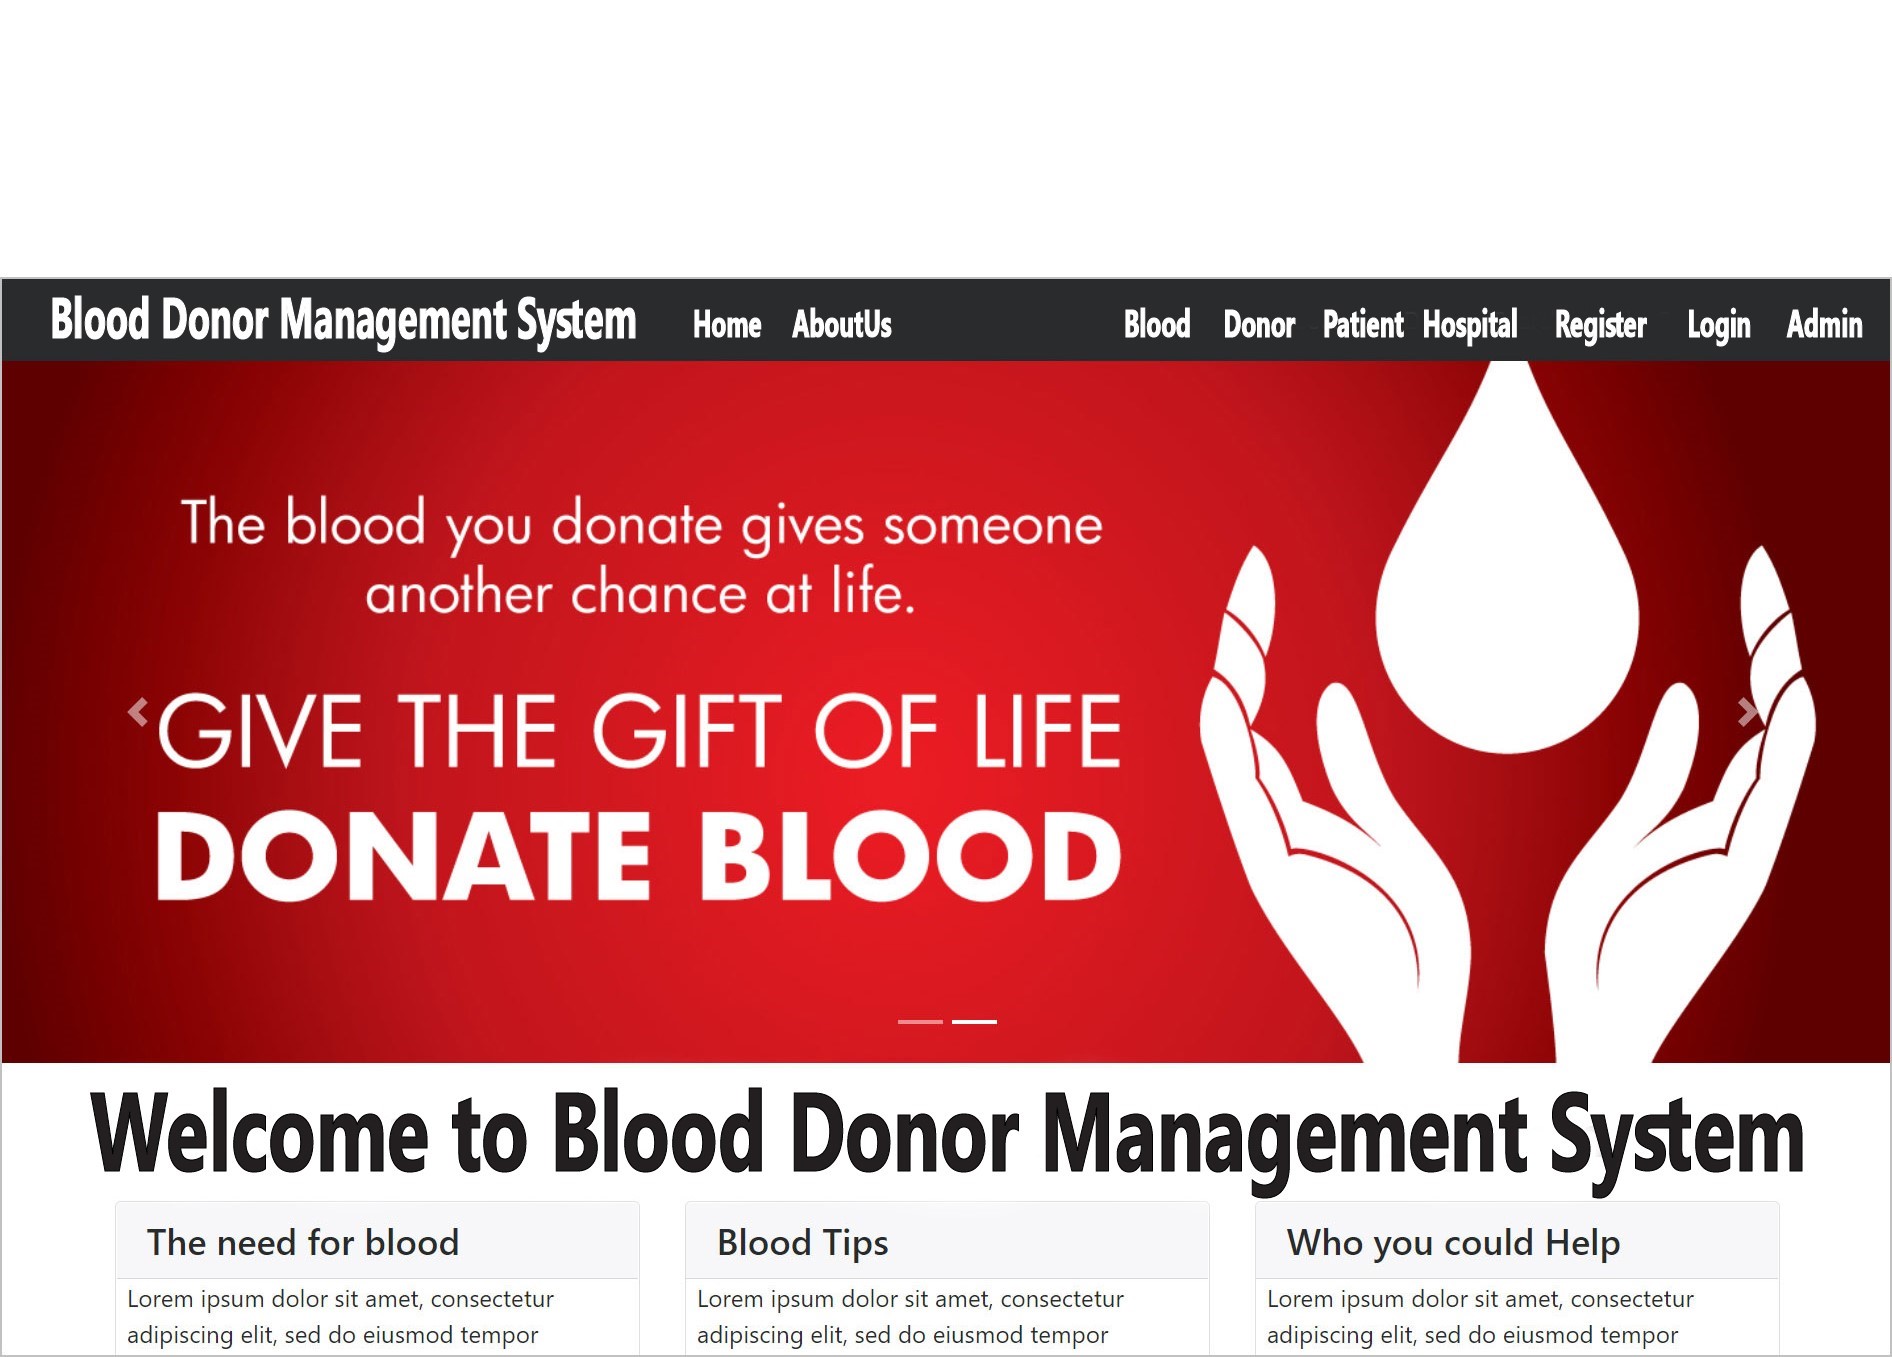 Blood Donor Management System Home AboutUs Blood Donor Patient Hospital Register Login Admin
The blood you donate gives someone
another chance at life.
GIVE THE GIFT OF LIFE
DONATE BLOOD
Welcome to Blood Donor Management System
The need for blood
Lorem ipsum dolor sit amet, consectetur
adipiscing elit, sed do eiusmod tempor
Blood Tips
Lorem ipsum dolor sit amet, consectetur
adipiscing elit, sed do eiusmod tempor
Who you could Help
Lorem ipsum dolor sit amet, consectetur
adipiscing elit, sed do eiusmod tempor